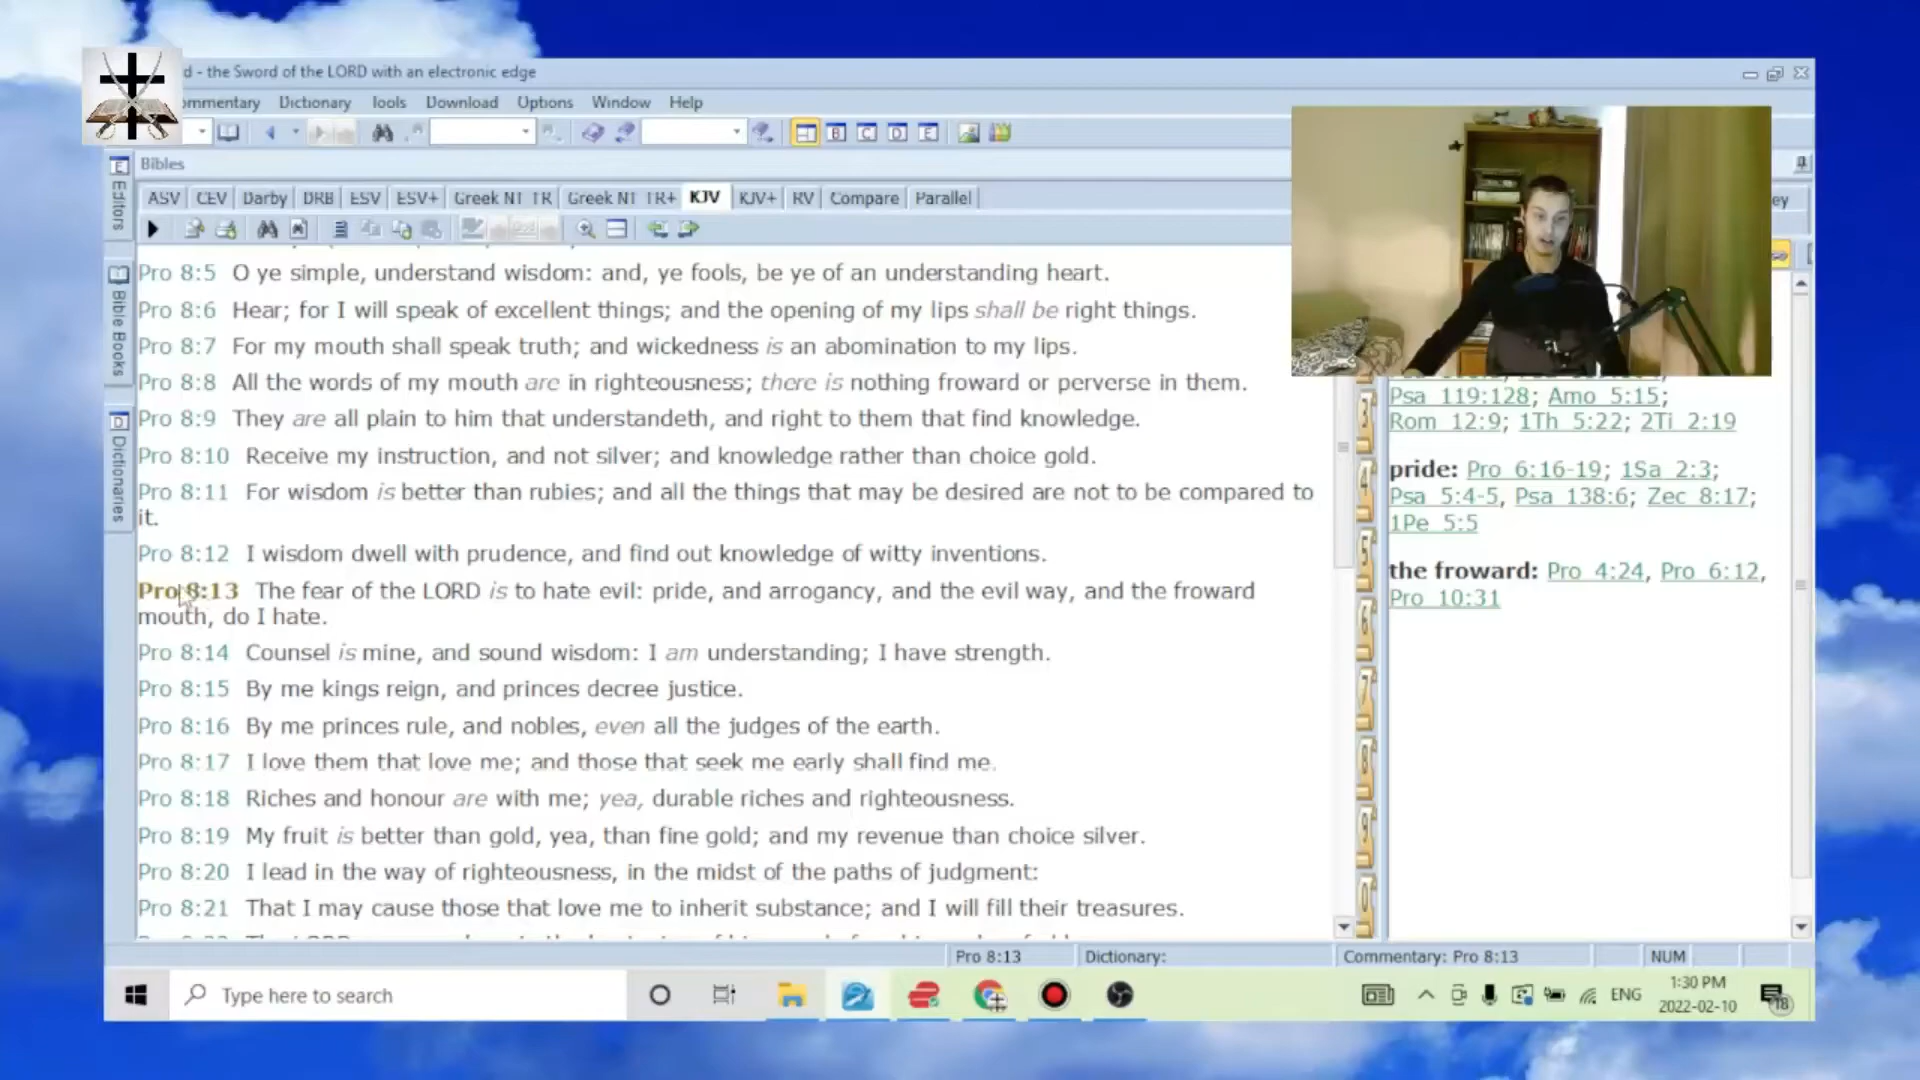 d - the Sword of the LORD with an electronic edge
ommentary Dictionary Tools Download Options Window Help
Bibles
ASV CEV Darby DRB ESV ESV+ Greek NT TR Greek NT TR+ KJV KJV+ RV Compare Parallel
ey
B C D E
Editors
Bible Books
Dictionaries
Pro 8:5 O ye simple, understand wisdom: and, ye fools, be ye of an understanding heart.
Pro 8:6 Hear; for I will speak of excellent things; and the opening of my lips shall be right things.
Pro 8:7 For my mouth shall speak truth; and wickedness is an abomination to my lips.
Pro 8:8 All the words of my mouth are in righteousness; there is nothing froward or perverse in them.
Pro 8:9 They are all plain to him that understandeth, and right to them that find knowledge.
Pro 8:10 Receive my instruction, and not silver; and knowledge rather than choice gold.
Pro 8:11 For wisdom is better than rubies; and all the things that may be desired are not to be compared to
it.
Pro 8:12 I wisdom dwell with prudence, and find out knowledge of witty inventions.
Pro 8:13 The fear of the LORD is to hate evil: pride, and arrogancy, and the evil way, and the froward
mouth, do I hate.
Pro 8:14 Counsel is mine, and sound wisdom: I am understanding; I have strength.
Pro 8:15 By me kings reign, and princes decree justice.
Pro 8:16 By me princes rule, and nobles, even all the judges of the earth.
Pro 8:17 I love them that love me; and those that seek me early shall find me.
Pro 8:18 Riches and honour are with me; yea, durable riches and righteousness.
Pro 8:19 My fruit is better than gold, yea, than fine gold; and my revenue than choice silver.
Pro 8:20 I lead in the way of righteousness, in the midst of the paths of judgment:
Pro 8:21 That I may cause those that love me to inherit substance; and I will fill their treasures.
3
4
5
6
7
8
9
0
Psa 119:128; Amo 5:15;
Rom 12:9; 1Th 5:22; 2Ti 2:19
pride: Pro 6:16-19; 1Sa 2:3;
Psa 5:4-5, Psa 138:6; Zec 8:17;
1Pe 5:5
the froward: Pro 4:24, Pro 6:12,
Pro 10:31
Pro 8:13 Dictionary: Commentary: Pro 8:13 NUM
Type here to search
ENG
1:30 PM
2022-02-10
18